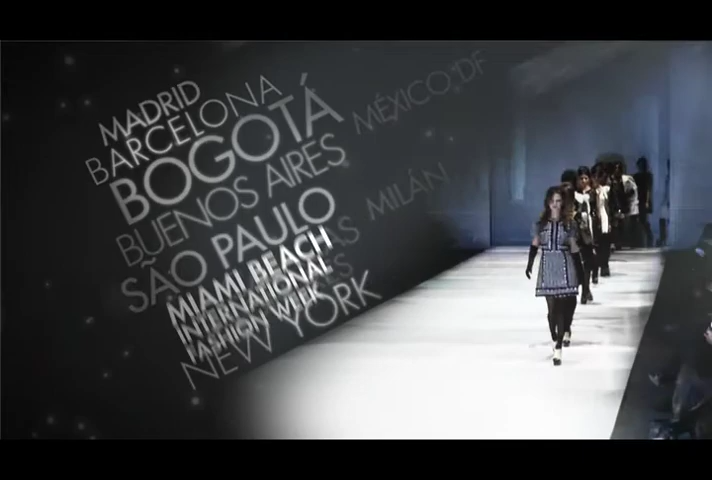 MADRID
BARCELONA
BOGOTÁ
BUENOS AIRES
SÃO PAULO
MIAMI BEACH
INTERNATIONAL
FASHION WEEK
NEW YORK
MÉXICO, DF
MILÁN